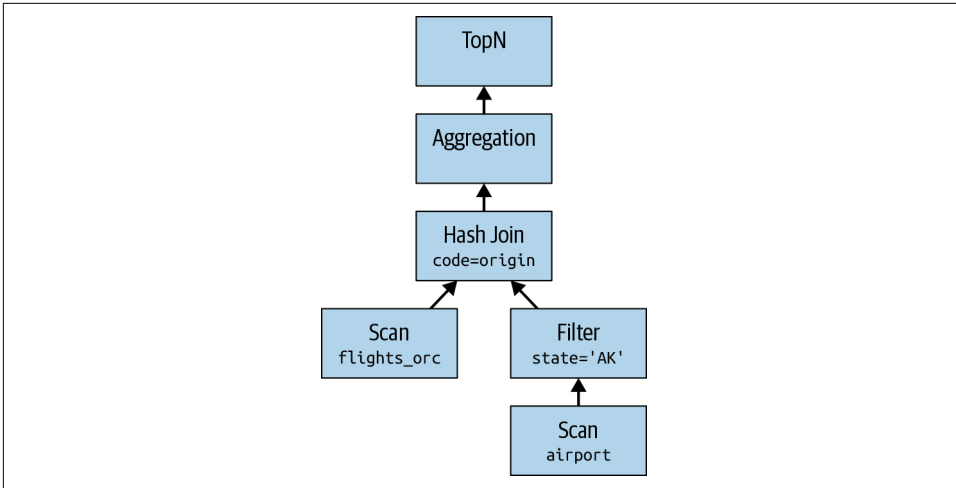 TopN
Aggregation
Hash Join
code=origin
Scan
flights_orc
Filter
state='AK'
Scan
airport